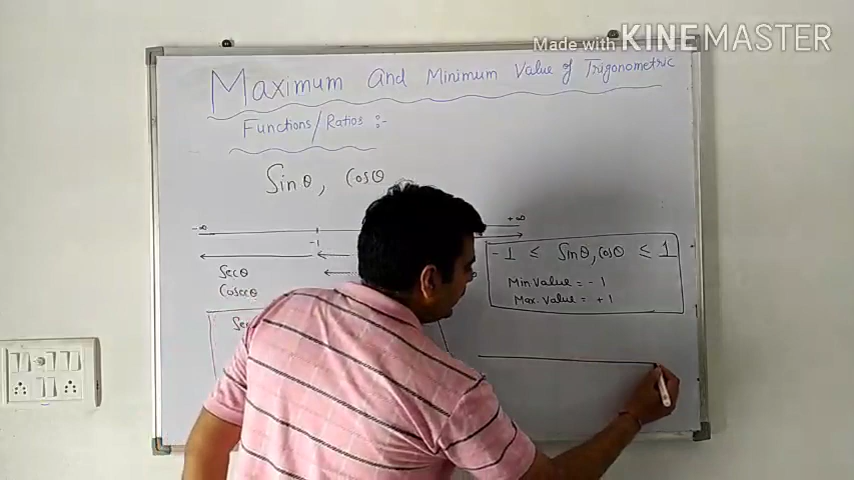 Made with KINEMASTER
Maximum And Minimum Value of Trigonometric
Functions/Ratios :-
Sinθ, Cosθ
-∞ +∞
-1
-1 ≤ Sinθ, Cosθ ≤ 1
Secθ
Cosecθ
Min. Value = -1
Max. Value = +1